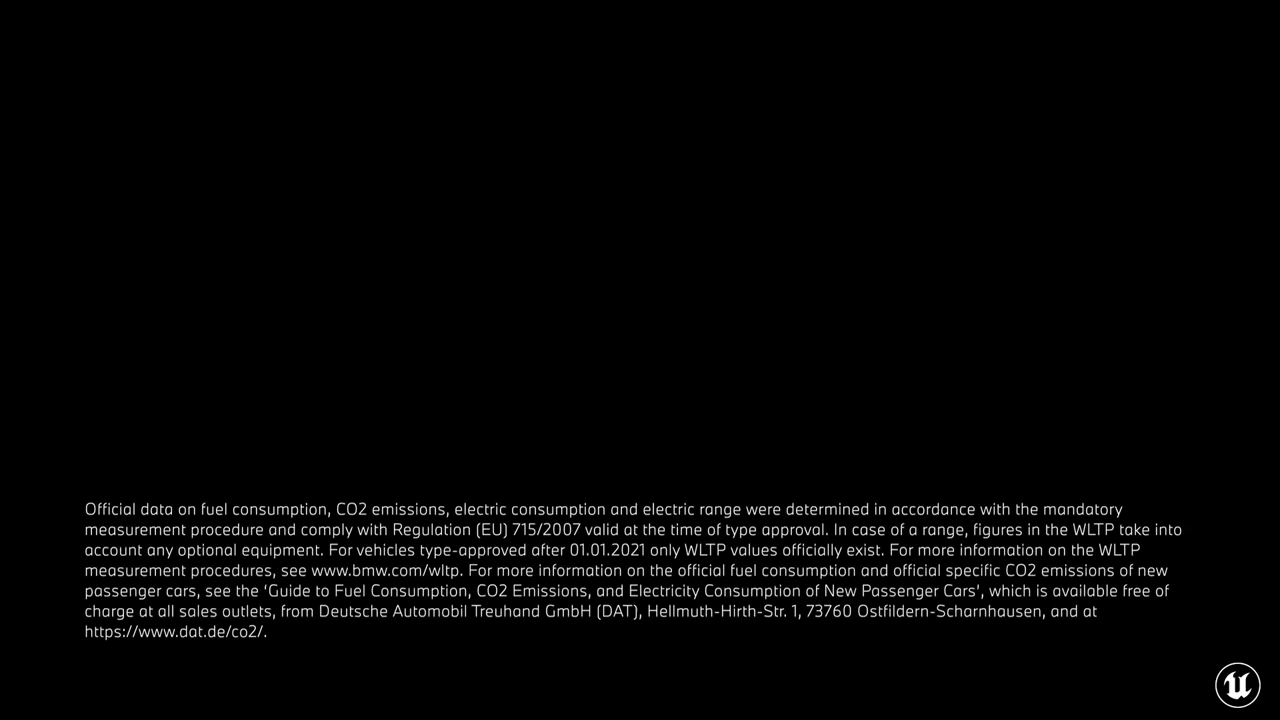 Official data on fuel consumption, CO2 emissions, electric consumption and electric range were determined in accordance with the mandatory
measurement procedure and comply with Regulation (EU) 715/2007 valid at the time of type approval. In case of a range, figures in the WLTP take into
account any optional equipment. For vehicles type-approved after 01.01.2021 only WLTP values officially exist. For more information on the WLTP
measurement procedures, see www.bmw.com/wltp. For more information on the official fuel consumption and official specific CO2 emissions of new
passenger cars, see the 'Guide to Fuel Consumption, CO2 Emissions, and Electricity Consumption of New Passenger Cars', which is available free of
charge at all sales outlets, from Deutsche Automobil Treuhand GmbH (DAT), Hellmuth-Hirth-Str. 1, 73760 Ostfildern-Scharnhausen, and at
https://www.dat.de/co2/.